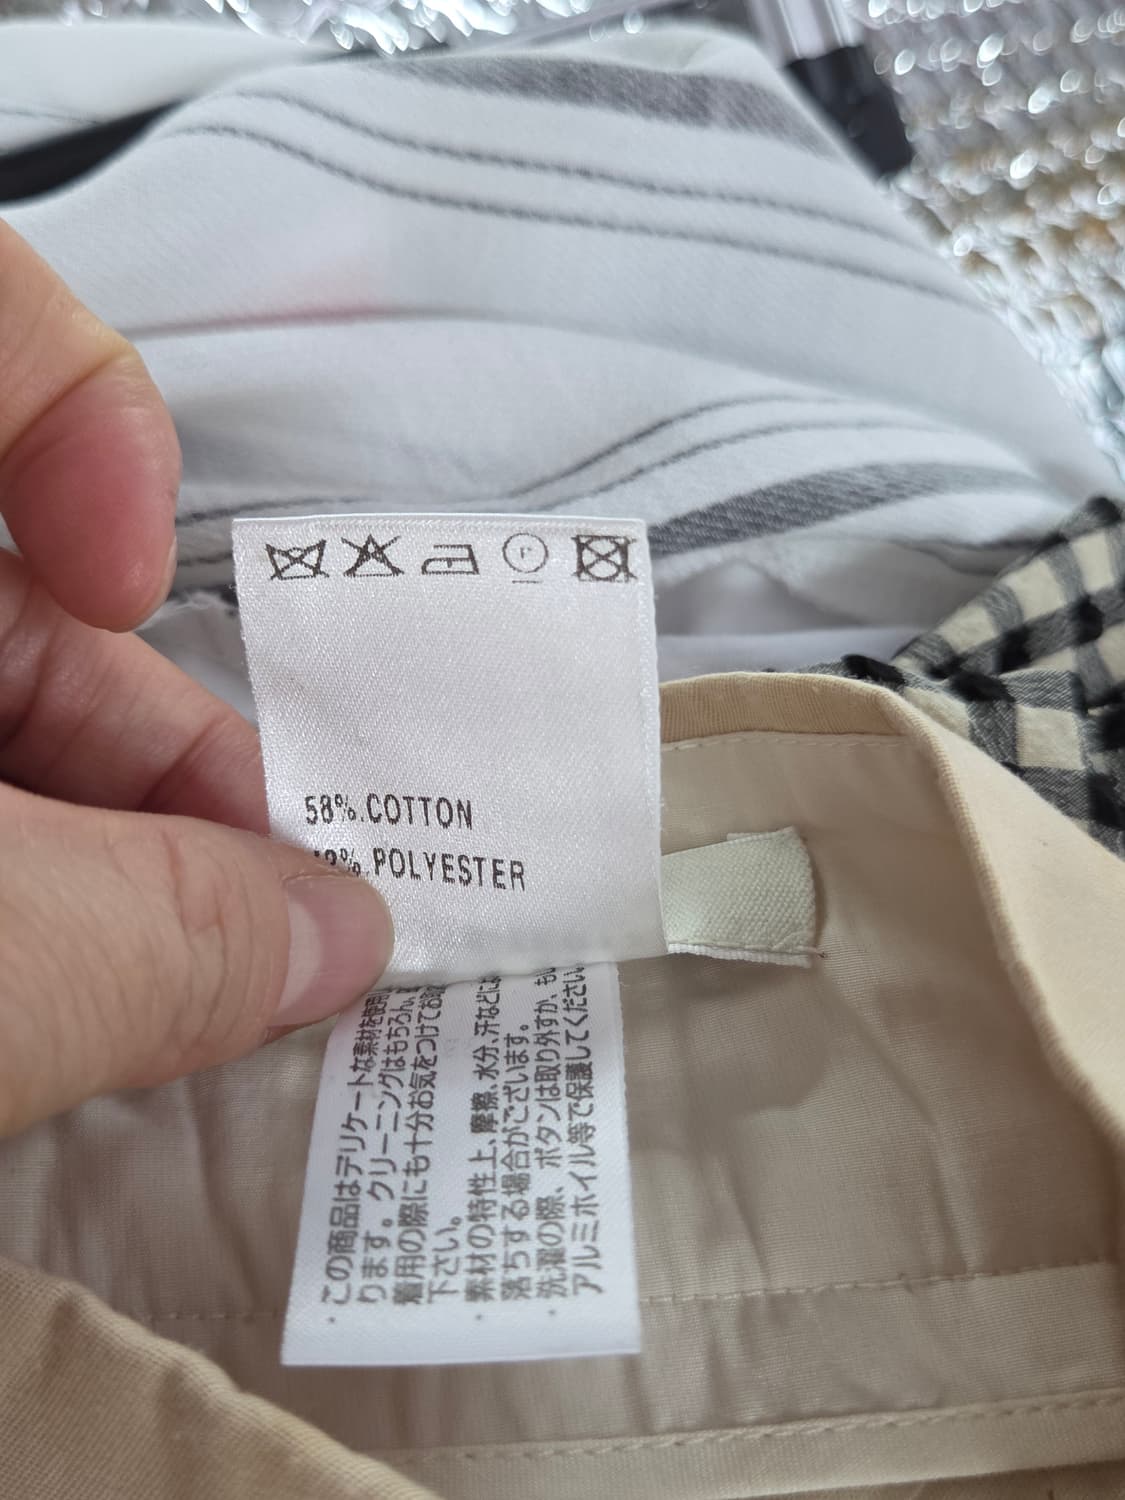 P
58%.COTTON
%.POLYESTER
・この商品はデリケートな素材を使用
ります。クリーニングはもちろん、
着用の際にも十分お気をつけてお取
下さい。
・素材の特性上、摩擦、水分、汗などに
落ちする場合がございます。
・洗濯の際、ボタンは取り外すか、
アルミホイル等で保護してください